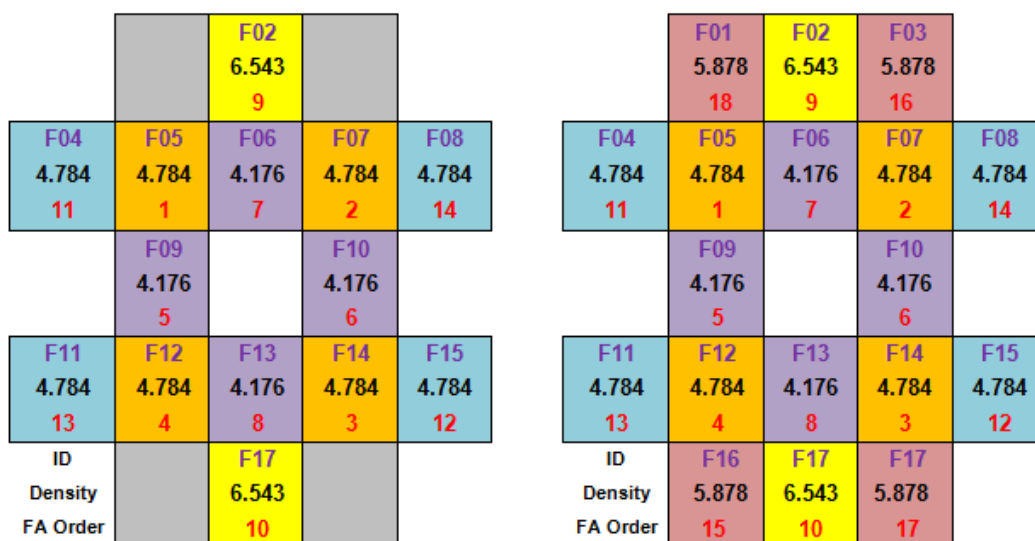 F02
6.543
9
F04 F05 F06 F07 F08
4.784 4.784 4.176 4.784 4.784
11 1 7 2 14
F09 F10
4.176 4.176
5 6
F11 F12 F13 F14 F15
4.784 4.784 4.176 4.784 4.784
13 4 8 3 12
ID F17
Density 6.543
FA Order 10
F01 F02 F03
5.878 6.543 5.878
18 9 16
F04 F05 F06 F07 F08
4.784 4.784 4.176 4.784 4.784
11 1 7 2 14
F09 F10
4.176 4.176
5 6
F11 F12 F13 F14 F15
4.784 4.784 4.176 4.784 4.784
13 4 8 3 12
ID F16 F17 F17
Density 5.878 6.543 5.878
FA Order 15 10 17